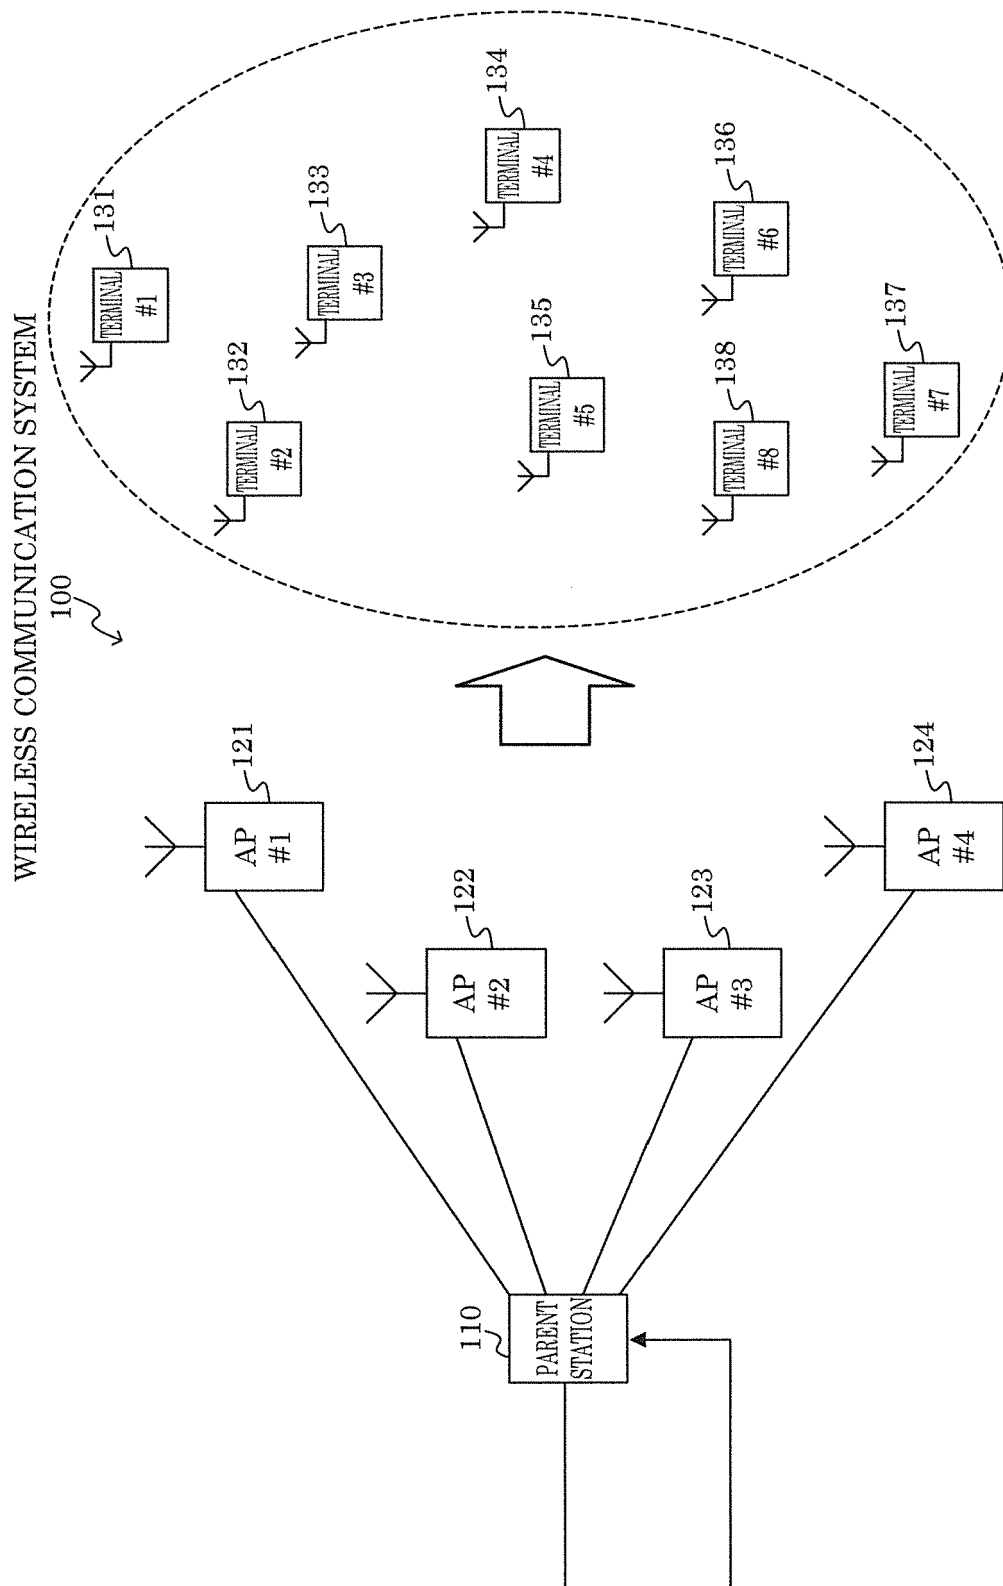 WIRELESS COMMUNICATION SYSTEM
100
110
PARENT
STATION
121
AP
#1
122
AP
#2
123
AP
#3
124
AP
#4
131
TERMINAL
#1
132
TERMINAL
#2
133
TERMINAL
#3
134
TERMINAL
#4
135
TERMINAL
#5
136
TERMINAL
#6
138
TERMINAL
#8
137
TERMINAL
#7